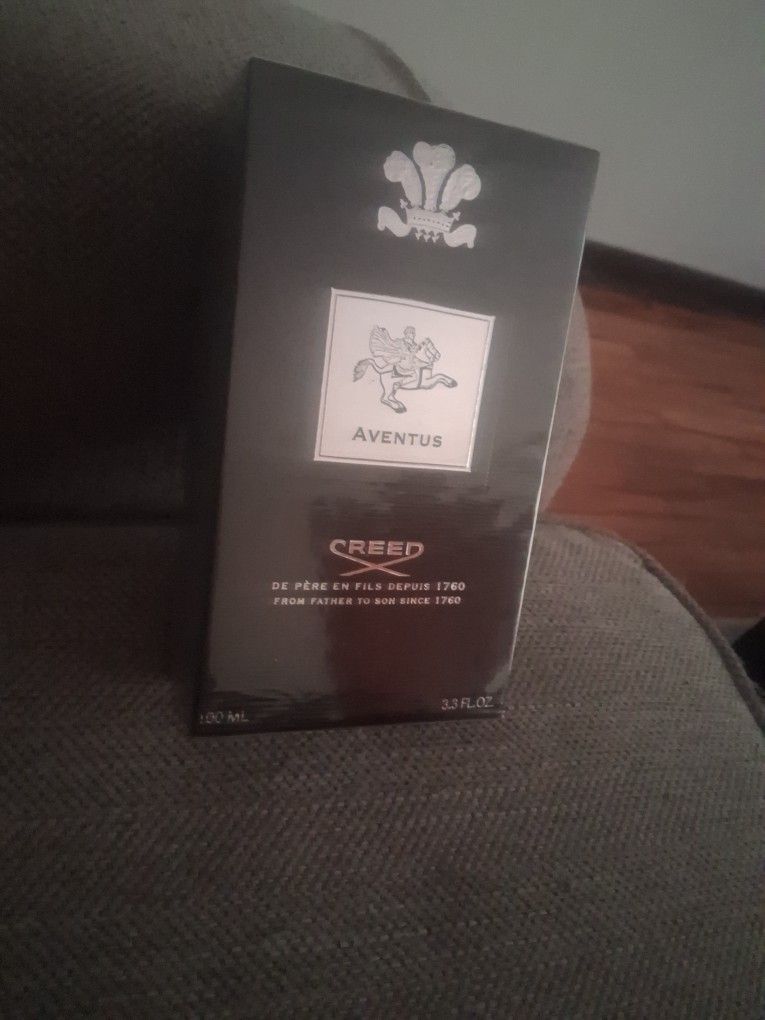 AVENTUS
CREED
DE PÈRE EN FILS DEPUIS 1760
FROM FATHER TO SON SINCE 1760
100 ML
3.3 FL.OZ